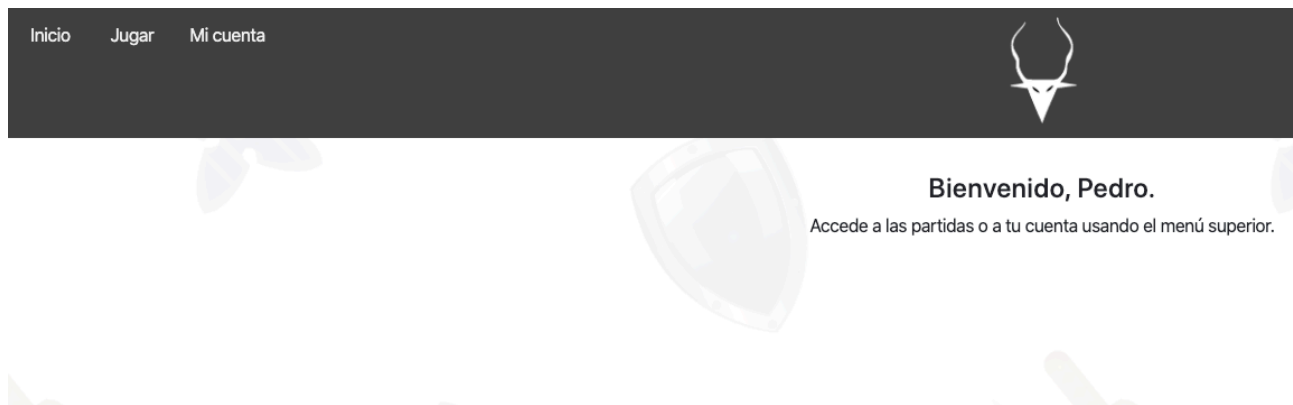 Inicio Jugar Mi cuenta
Bienvenido, Pedro.
Accede a las partidas o a tu cuenta usando el menú superior.